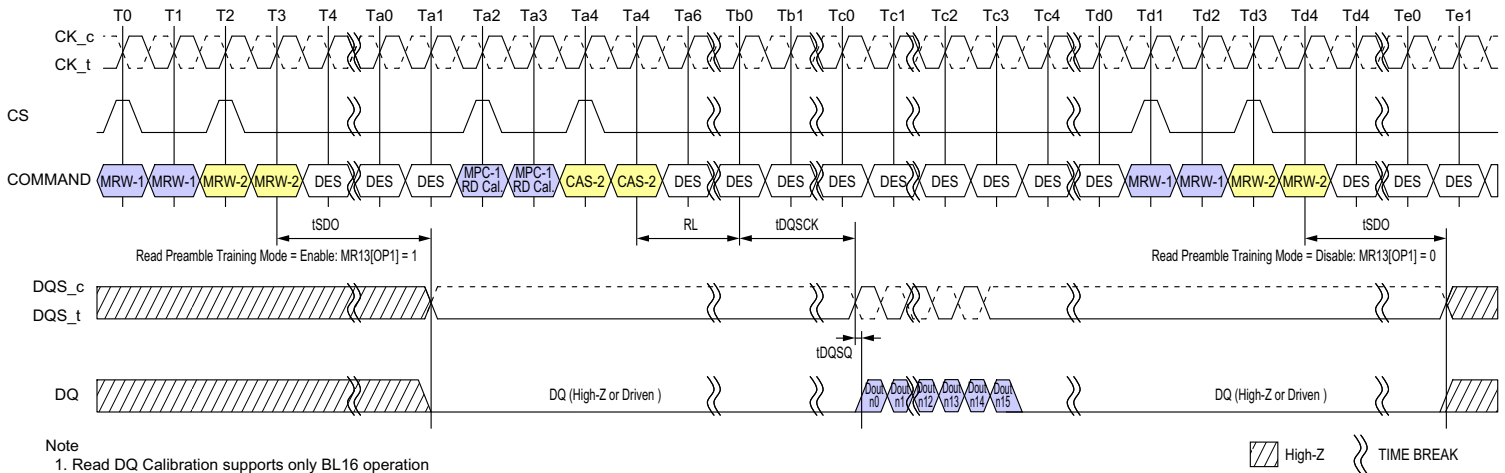 T0 T1 T2 T3 T4 Ta0 Ta1 Ta2 Ta3 Ta4 Ta4 Ta6 Tb0 Tb1 Tc0 Tc1 Tc2 Tc3 Tc4 Td0 Td1 Td2 Td3 Td4 Td4 Te0 Te1
CK_c
CK_t
CS
COMMAND MRW-1 MRW-1 MRW-2 MRW-2 DES DES DES MPC-1 RD Cal. MPC-1 RD Cal. CAS-2 CAS-2 DES DES DES DES DES DES DES DES DES MRW-1 MRW-1 MRW-2 MRW-2 DES DES DES
tSDO RL tDQSCK tSDO
Read Preamble Training Mode = Enable: MR13[OP1] = 1 Read Preamble Training Mode = Disable: MR13[OP1] = 0
DQS_c
DQS_t
tDQSQ
DQ DQ (High-Z or Driven ) Dout n0 Dout n1 Dout n12 Dout n13 Dout n14 Dout n15 DQ (High-Z or Driven )
Note
1. Read DQ Calibration supports only BL16 operation
High-Z TIME BREAK